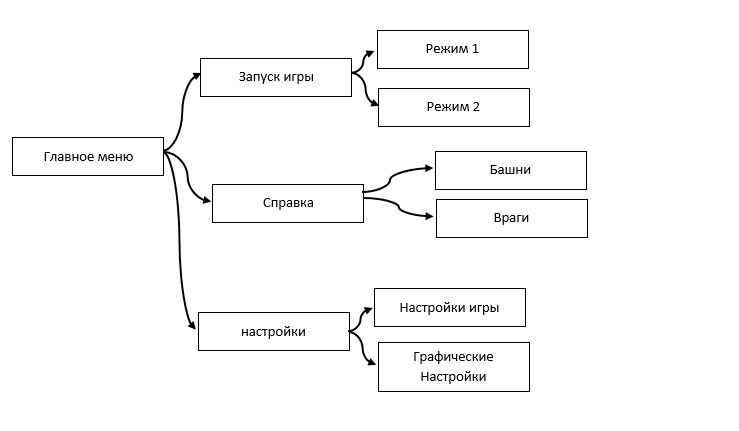 Главное меню
Запуск игры
Режим 1
Режим 2
Справка
Башни
Враги
настройки
Настройки игры
Графические
Настройки